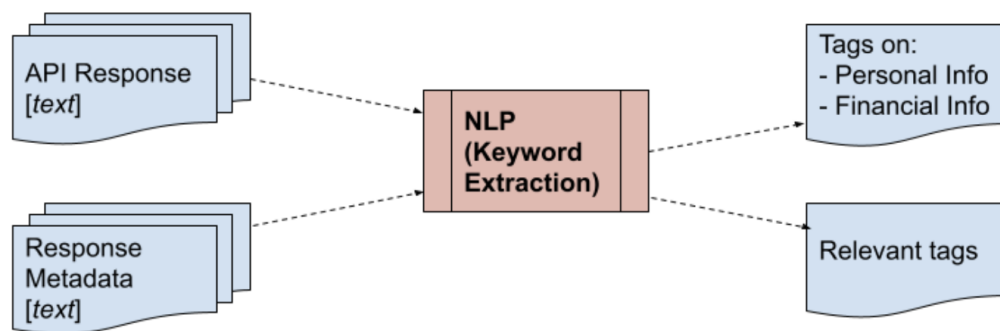 API Response
[text]
Response
Metadata
[text]
NLP
(Keyword
Extraction)
Tags on:
- Personal Info
- Financial Info
Relevant tags